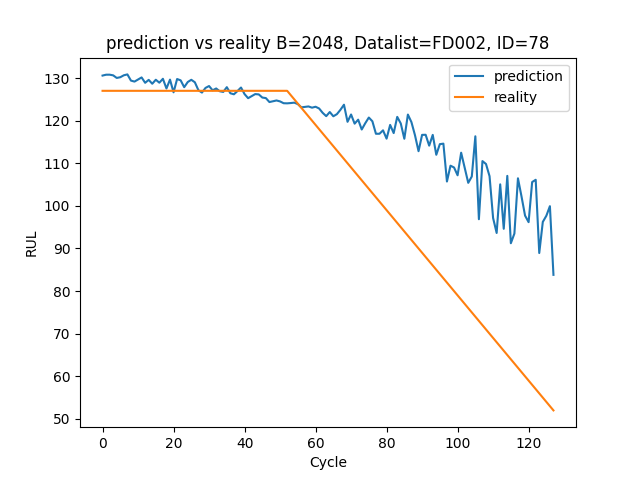 prediction vs reality B=2048, Datalist=FD002, ID=78
prediction
reality
RUL
130
120
110
100
90
80
70
60
50
0 20 40 60 80 100 120
Cycle